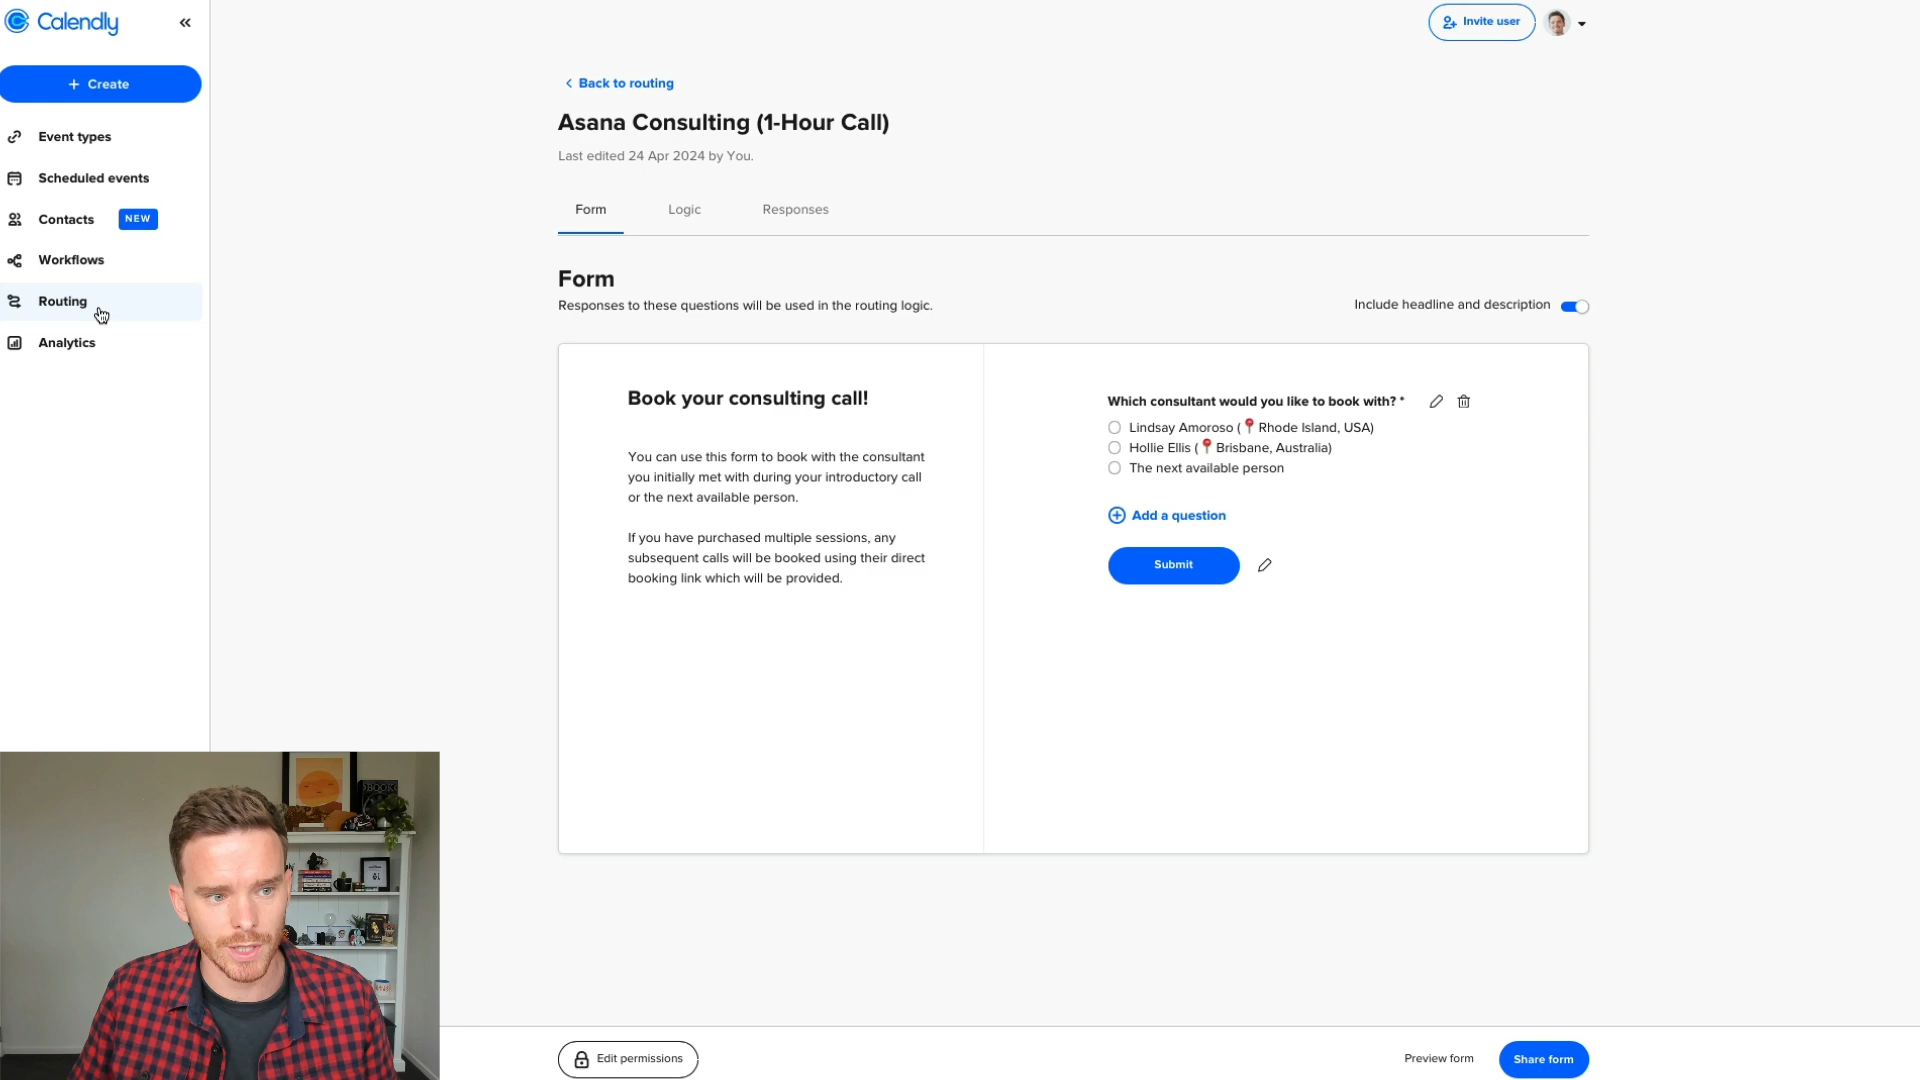 Calendly
Invite user
+ Create
Event types
Scheduled events
Contacts NEW
Workflows
Routing
Analytics
Back to routing
Asana Consulting (1-Hour Call)
Last edited 24 Apr 2024 by You.
Form
Logic
Responses
Form
Responses to these questions will be used in the routing logic.
Include headline and description
Book your consulting call!
You can use this form to book with the consultant
you initially met with during your introductory call
or the next available person.
If you have purchased multiple sessions, any
subsequent calls will be booked using their direct
booking link which will be provided.
Which consultant would you like to book with? *
Lindsay Amoroso (📍Rhode Island, USA)
Hollie Ellis (📍Brisbane, Australia)
The next available person
Add a question
Submit
BOOK
Edit permissions
Preview form
Share form